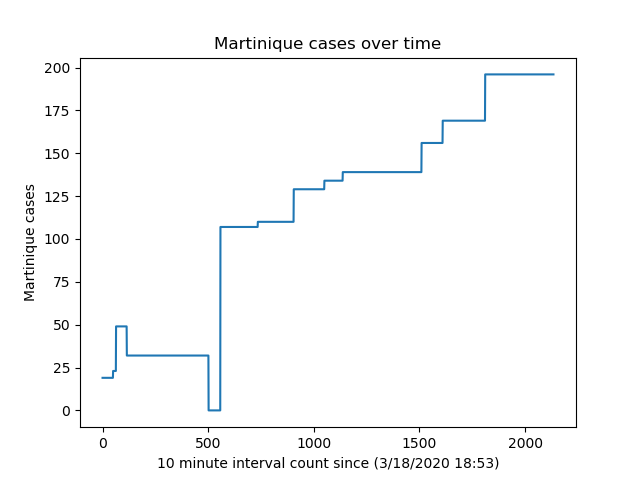 Martinique cases over time
200
175
150
125
100
75
50
25
0
Martinique cases
0 500 1000 1500 2000
10 minute interval count since (3/18/2020 18:53)